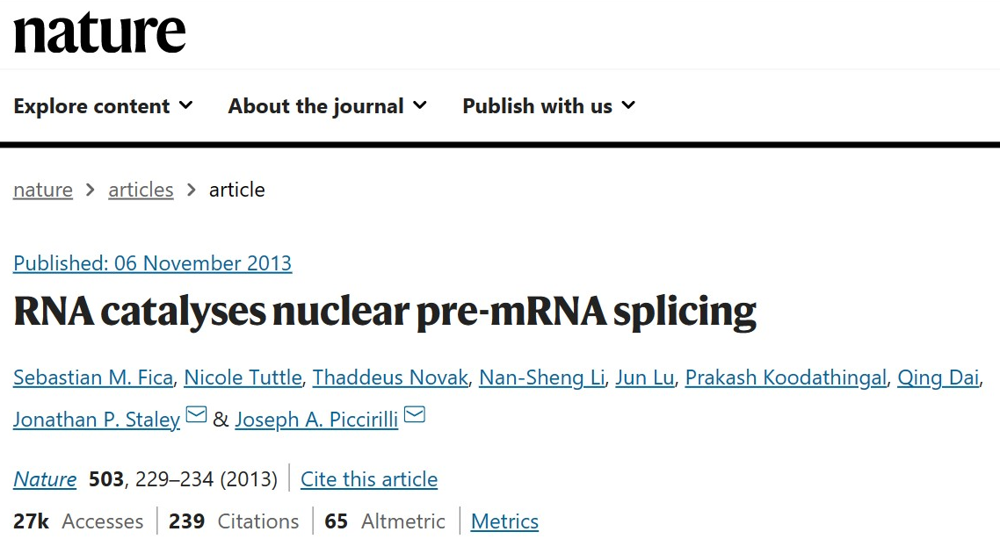 nature
Explore content About the journal Publish with us
nature > articles > article
Published: 06 November 2013
RNA catalyses nuclear pre-mRNA splicing
Sebastian M. Fica, Nicole Tuttle, Thaddeus Novak, Nan-Sheng Li, Jun Lu, Prakash Koodathingal, Qing Dai,
Jonathan P. Staley & Joseph A. Piccirilli
Nature 503, 229–234 (2013) | Cite this article
27k Accesses | 239 Citations | 65 Altmetric | Metrics